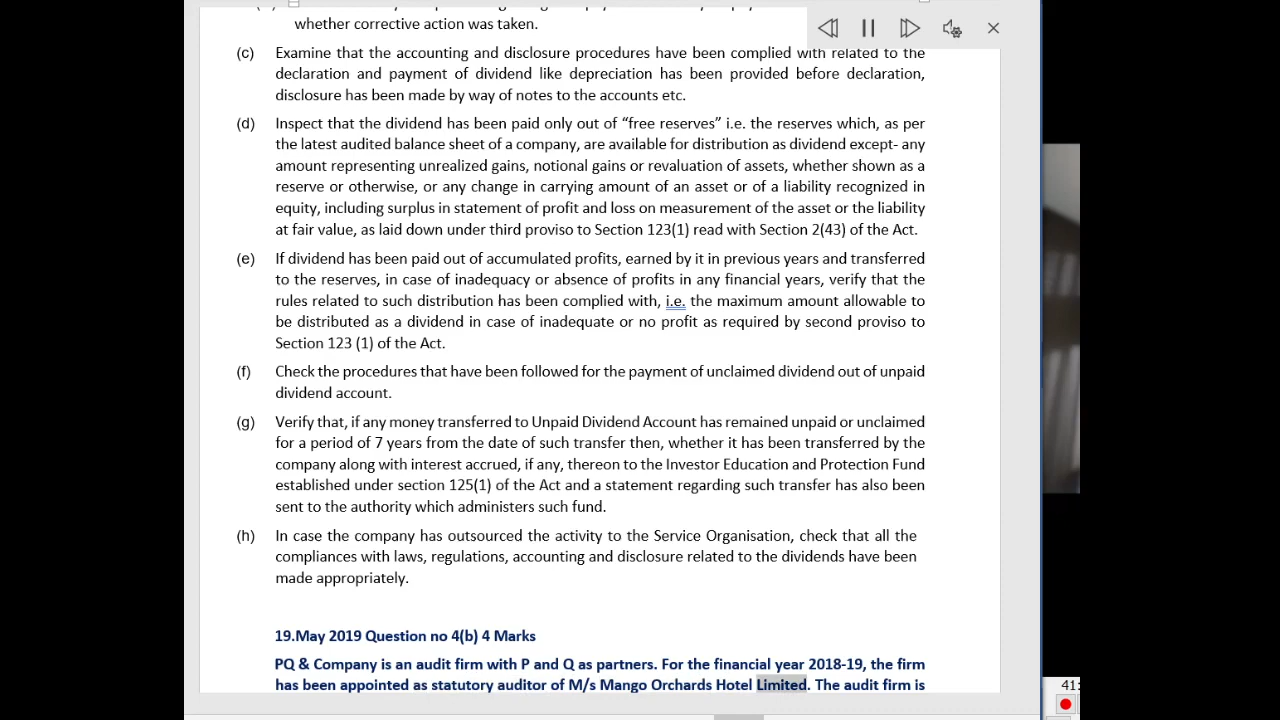 whether corrective action was taken.
(c) Examine that the accounting and disclosure procedures have been complied with related to the
declaration and payment of dividend like depreciation has been provided before declaration,
disclosure has been made by way of notes to the accounts etc.
(d) Inspect that the dividend has been paid only out of “free reserves” i.e. the reserves which, as per
the latest audited balance sheet of a company, are available for distribution as dividend except- any
amount representing unrealized gains, notional gains or revaluation of assets, whether shown as a
reserve or otherwise, or any change in carrying amount of an asset or of a liability recognized in
equity, including surplus in statement of profit and loss on measurement of the asset or the liability
at fair value, as laid down under third proviso to Section 123(1) read with Section 2(43) of the Act.
(e) If dividend has been paid out of accumulated profits, earned by it in previous years and transferred
to the reserves, in case of inadequacy or absence of profits in any financial years, verify that the
rules related to such distribution has been complied with, i.e. the maximum amount allowable to
be distributed as a dividend in case of inadequate or no profit as required by second proviso to
Section 123 (1) of the Act.
(f) Check the procedures that have been followed for the payment of unclaimed dividend out of unpaid
dividend account.
(g) Verify that, if any money transferred to Unpaid Dividend Account has remained unpaid or unclaimed
for a period of 7 years from the date of such transfer then, whether it has been transferred by the
company along with interest accrued, if any, thereon to the Investor Education and Protection Fund
established under section 125(1) of the Act and a statement regarding such transfer has also been
sent to the authority which administers such fund.
(h) In case the company has outsourced the activity to the Service Organisation, check that all the
compliances with laws, regulations, accounting and disclosure related to the dividends have been
made appropriately.
19.May 2019 Question no 4(b) 4 Marks
PQ & Company is an audit firm with P and Q as partners. For the financial year 2018-19, the firm
has been appointed as statutory auditor of M/s Mango Orchards Hotel Limited. The audit firm is
41: